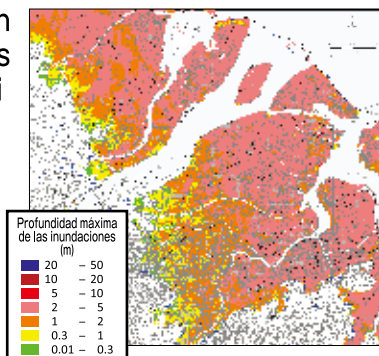 n
s
i
Profundidad máxima
de las inundaciones
(m)
20 – 50
10 – 20
5 – 10
2 – 5
1 – 2
0.3 – 1
0.01 – 0.3